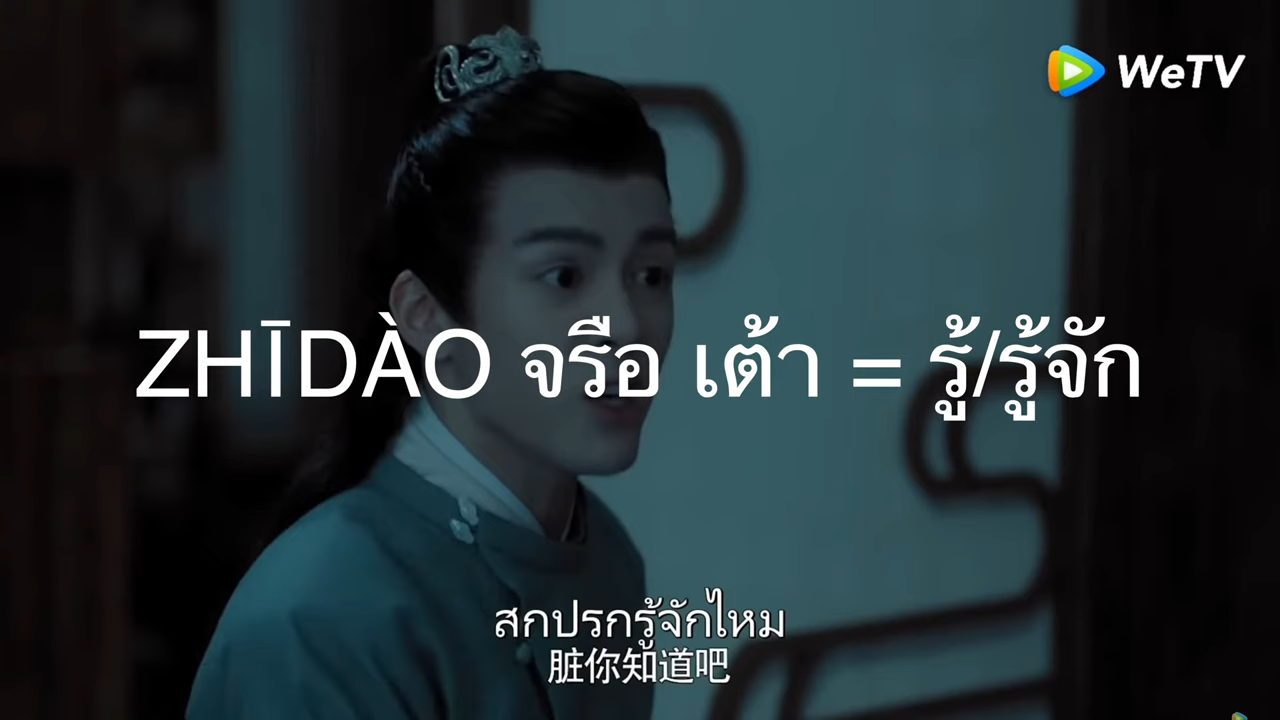 WeTV
ZHĪDÀO จรือ เต้า = รู้/รู้จัก
สกปรกรู้จักไหม
脏你知道吧